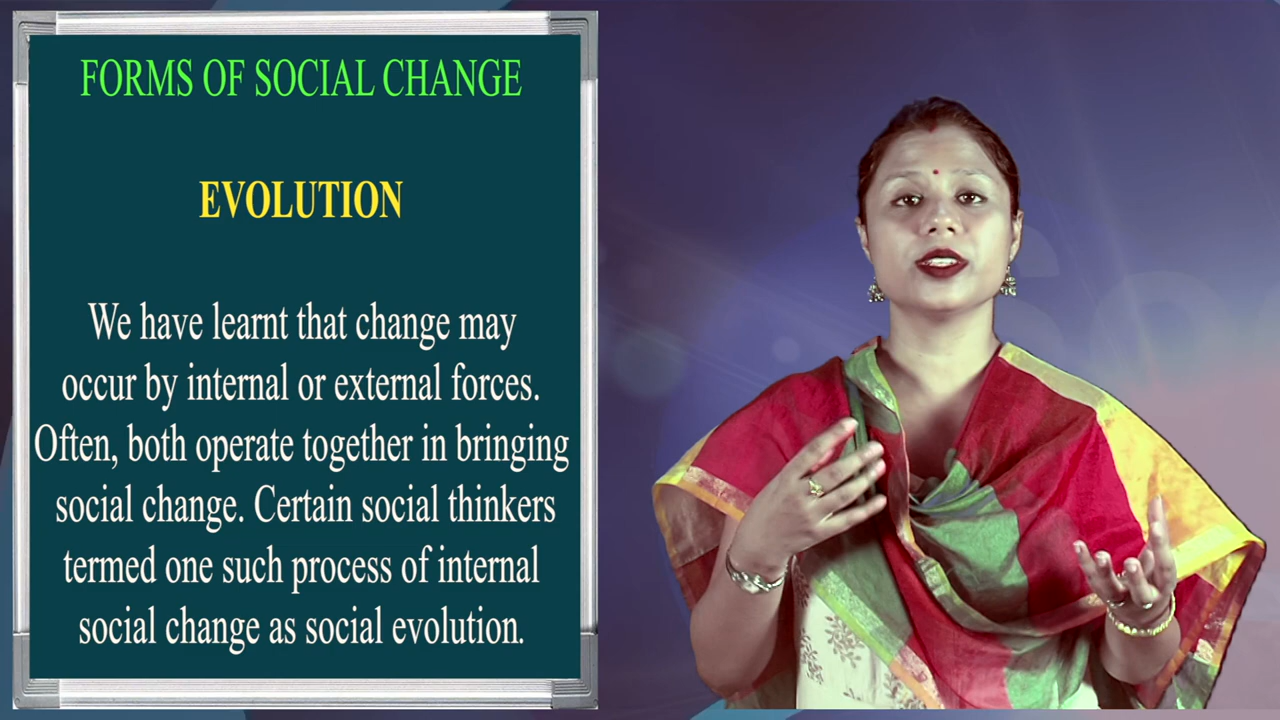 FORMS OF SOCIAL CHANGE
EVOLUTION
We have learnt that change may
occur by internal or external forces.
Often, both operate together in bringing
social change. Certain social thinkers
termed one such process of internal
social change as social evolution.